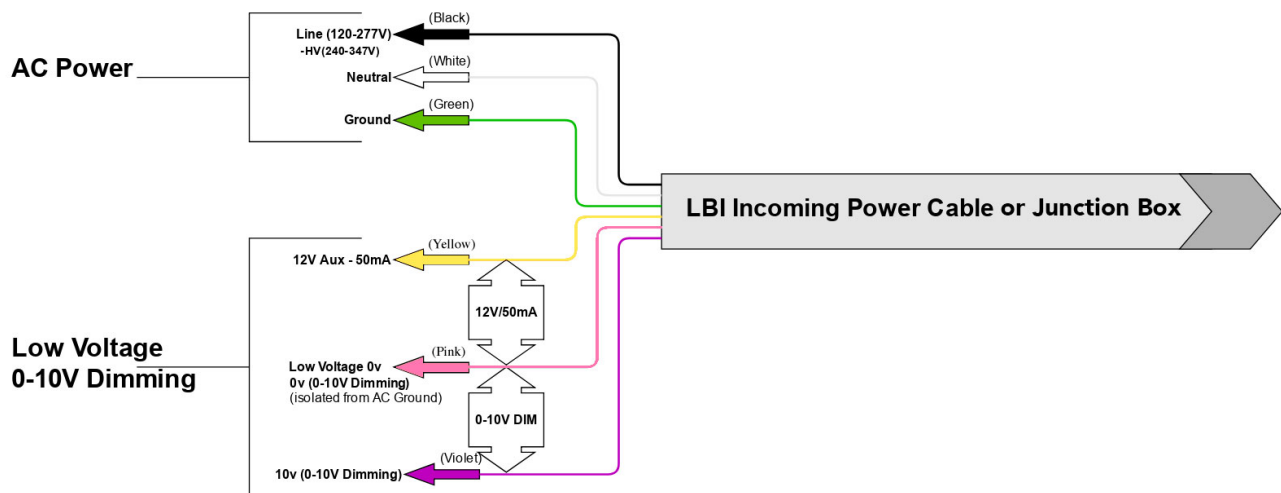 AC Power
(Black)
Line (120-277V)
-HV(240-347V)
(White)
Neutral
(Green)
Ground
LBI Incoming Power Cable or Junction Box
Low Voltage
0-10V Dimming
(Yellow)
12V Aux - 50mA
12V/50mA
(Pink)
Low Voltage 0v
0v (0-10V Dimming)
(isolated from AC Ground)
0-10V DIM
(Violet)
10v (0-10V Dimming)